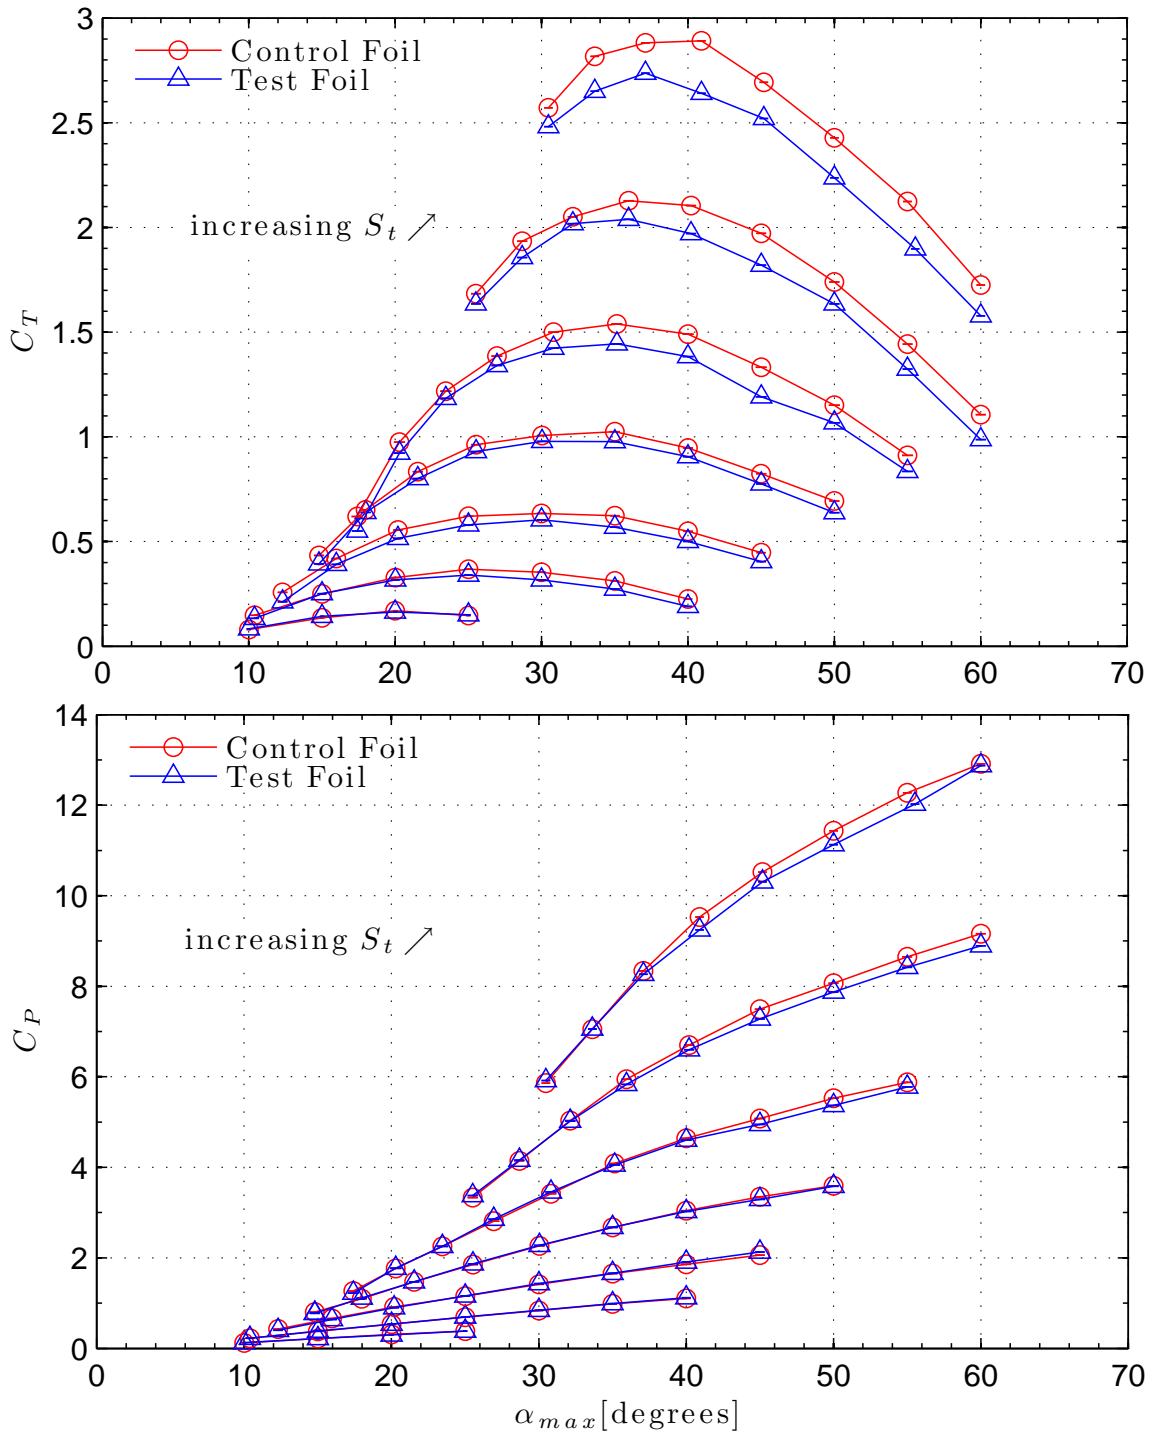 3
2.5
2
1.5
1
0.5
0
C_T
Control Foil
Test Foil
increasing S_t ↗
0 10 20 30 40 50 60 70
14
12
10
8
6
4
2
0
C_P
Control Foil
Test Foil
increasing S_t ↗
0 10 20 30 40 50 60 70
α_max[degrees]